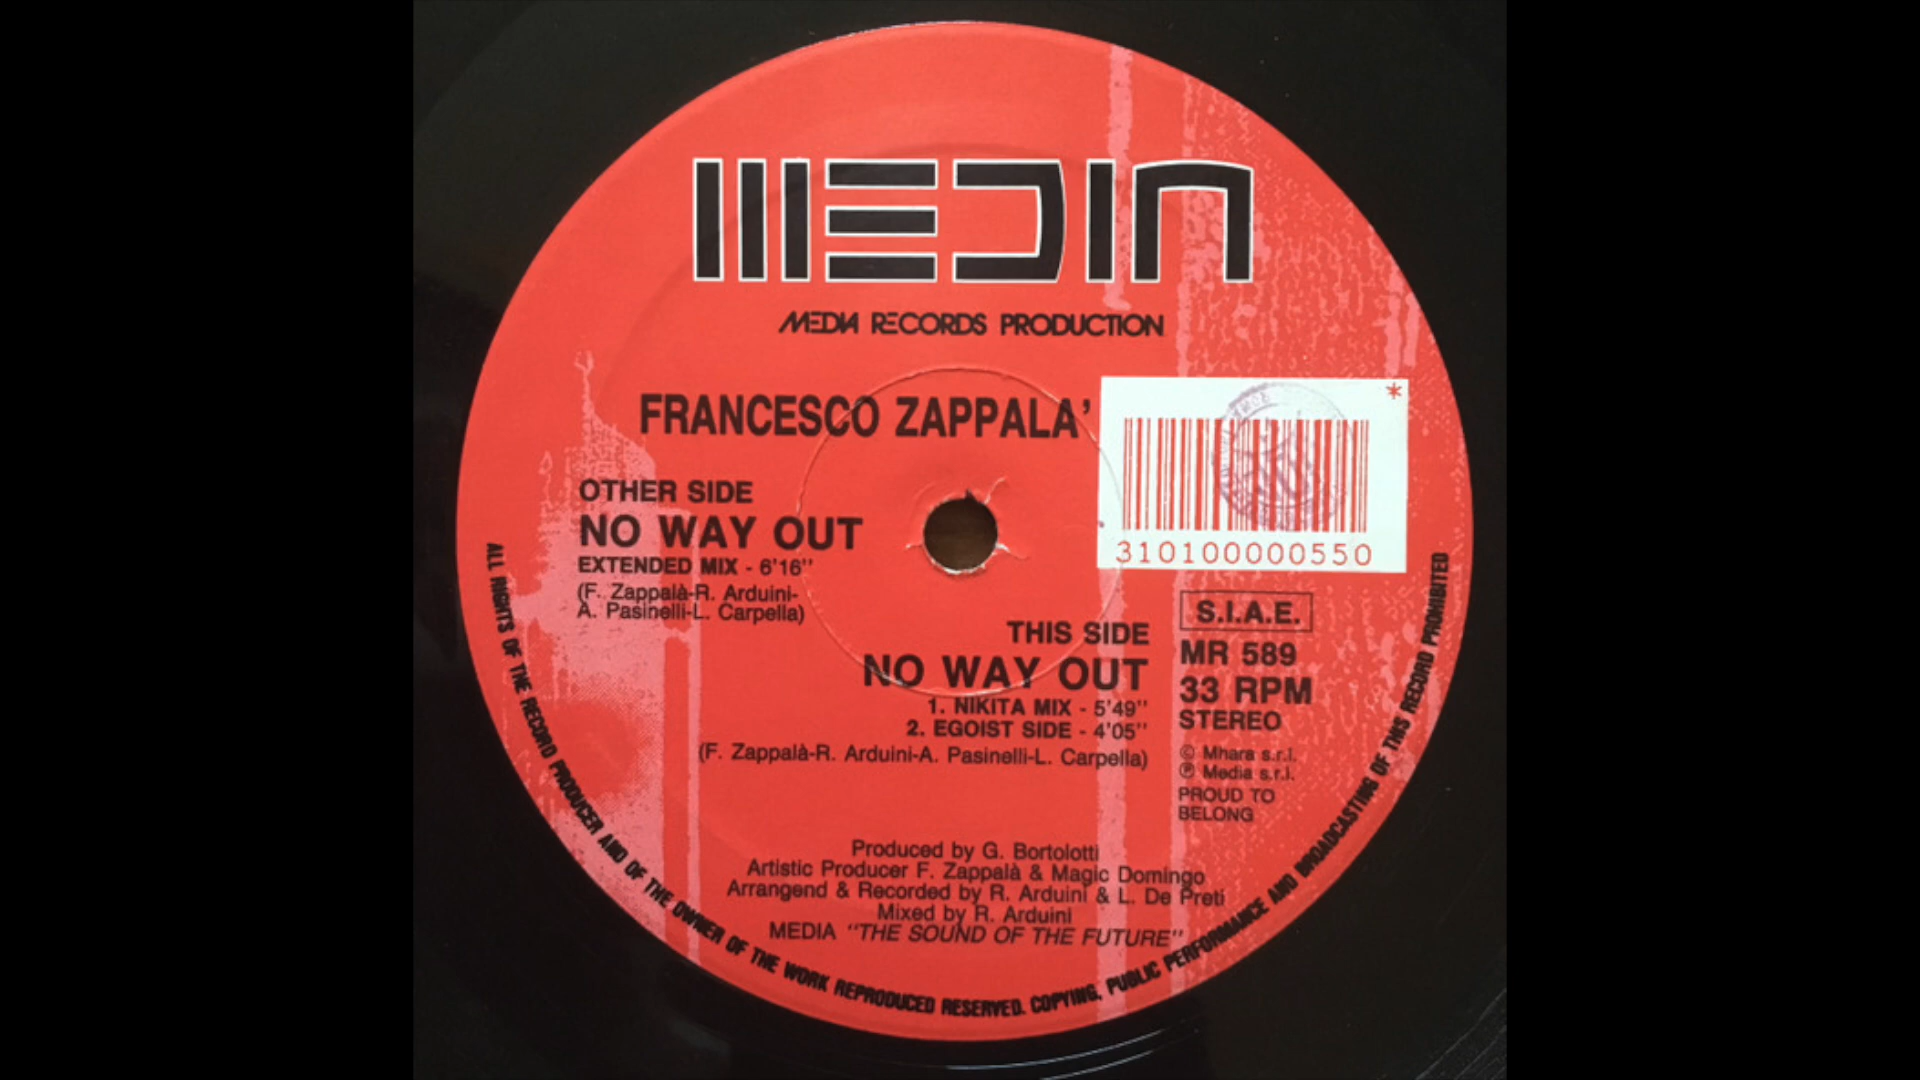 MEDIA
MEDIA RECORDS PRODUCTION
FRANCESCO ZAPPALA'
*
310100000550
OTHER SIDE
NO WAY OUT
EXTENDED MIX - 6'16''
(F. Zappalà-R. Arduini-
A. Pasinelli-L. Carpella)
THIS SIDE
NO WAY OUT
1. NIKITA MIX - 5'49''
2. EGOIST SIDE - 4'05''
(F. Zappalà-R. Arduini-A. Pasinelli-L. Carpella)
S.I.A.E.
MR 589
33 RPM
STEREO
© Mhara s.r.l.
℗ Media s.r.l.
PROUD TO
BELONG
Produced by G. Bortolotti
Artistic Producer F. Zappalà & Magic Domingo
Arrangend & Recorded by R. Arduini & L. De Preti
Mixed by R. Arduini
MEDIA "THE SOUND OF THE FUTURE"
ALL RIGHTS OF THE RECORD PRODUCER AND OF THE OWNER OF THE WORK REPRODUCED RESERVED. COPYING, PUBLIC PERFORMANCE AND BROADCASTING OF THIS RECORD PROHIBITED